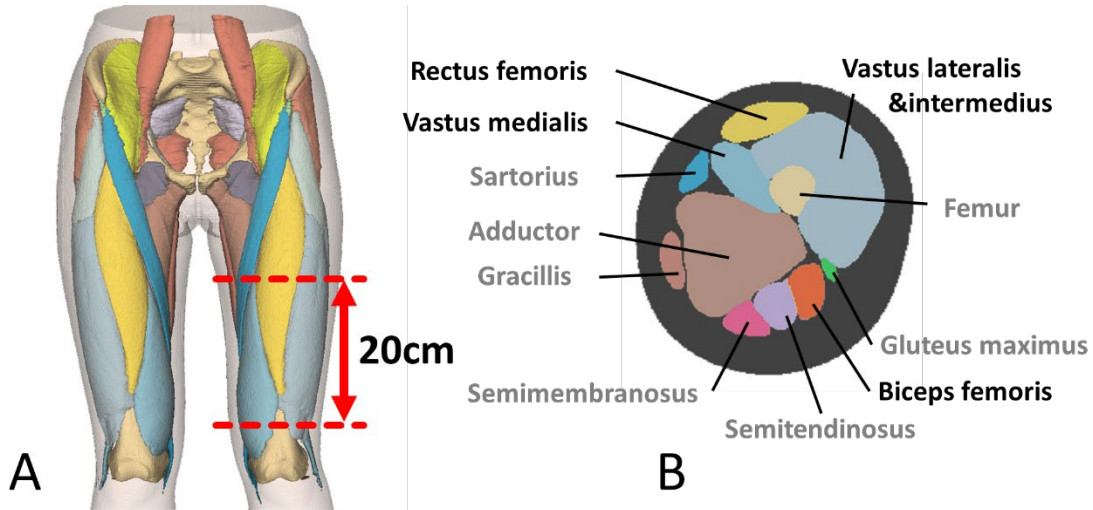 20cm
A
Rectus femoris
Vastus medialis
Sartorius
Adductor
Gracillis
Semimembranosus
Vastus lateralis
&intermedius
Femur
Gluteus maximus
Biceps femoris
Semitendinosus
B